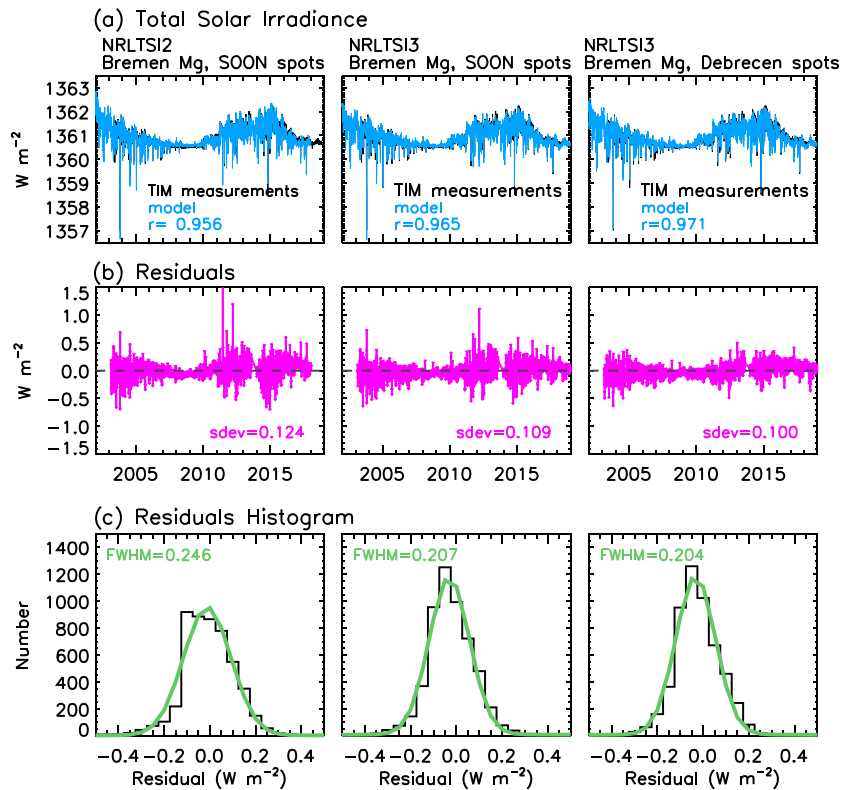 (a) Total Solar Irradiance
NRLTSI2
Bremen Mg, SOON spots
NRLTSI3
Bremen Mg, SOON spots
NRLTSI3
Bremen Mg, Debrecen spots
W m⁻²
1363
1362
1361
1360
1359
1358
1357
TIM measurements
model
r= 0.956
TIM measurements
model
r=0.965
TIM measurements
model
r=0.971
(b) Residuals
W m⁻²
1.5
1.0
0.5
0.0
−0.5
−1.0
−1.5
sdev=0.124
sdev=0.109
sdev=0.100
2005 2010 2015
2005 2010 2015
2005 2010 2015
(c) Residuals Histogram
Number
1400
1200
1000
800
600
400
200
0
FWHM=0.246
FWHM=0.207
FWHM=0.204
−0.4 −0.2 0.0 0.2 0.4
−0.4 −0.2 0.0 0.2 0.4
−0.4 −0.2 0.0 0.2 0.4
Residual (W m⁻²)
Residual (W m⁻²)
Residual (W m⁻²)